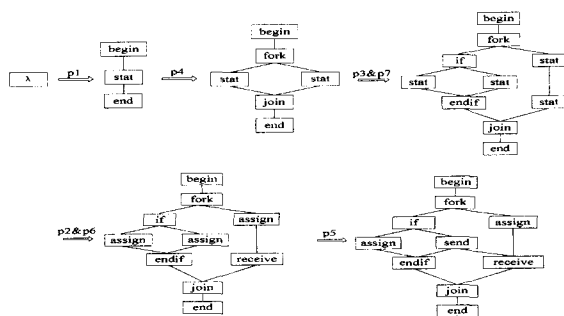 λ
p1
begin
stat
end
p4
begin
fork
stat stat
join
end
p3&p7
begin
fork
if stat
stat stat
endif stat
join
end
p2&p6
begin
fork
if assign
assign assign
endif receive
join
end
p5
begin
fork
if assign
assign send
endif receive
join
end